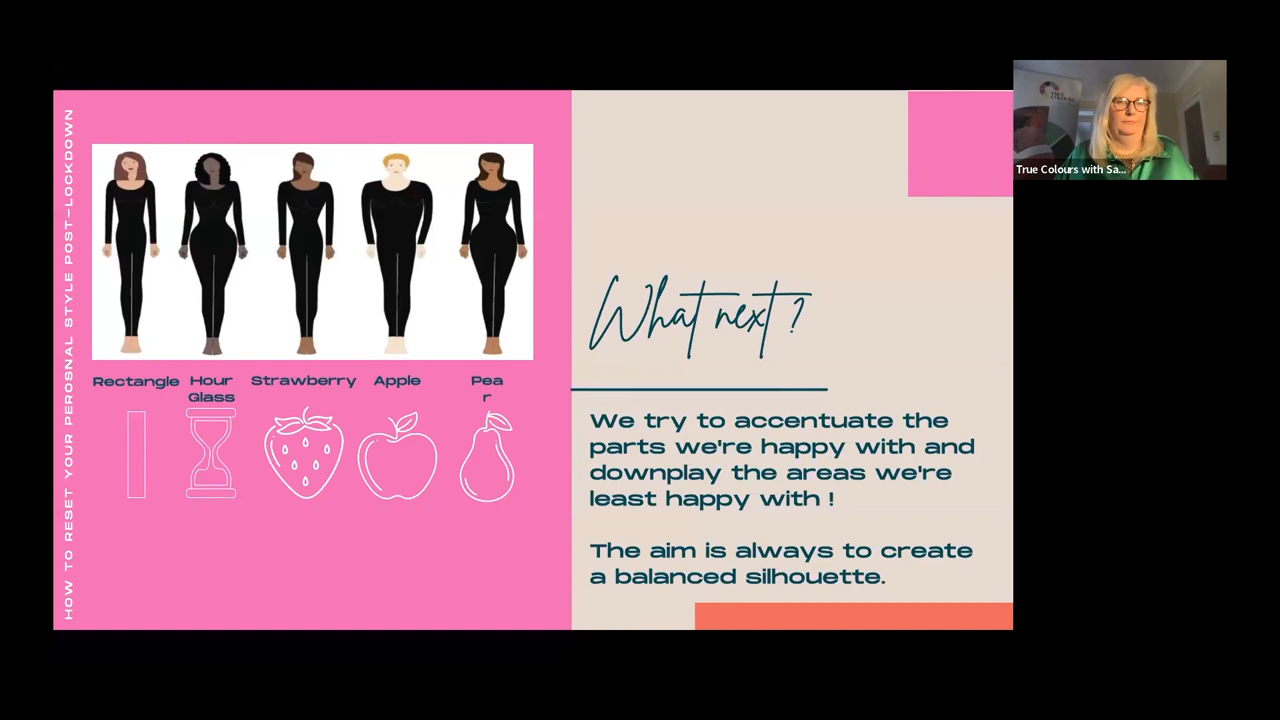 HOW TO RESET YOUR PEROSNAL STYLE POST-LOCKDOWN
Rectangle
Hour
Glass
Strawberry
Apple
Pea
r
What next ?
We try to accentuate the
parts we're happy with and
downplay the areas we're
least happy with !
The aim is always to create
a balanced silhouette.
True Colours with Sa...